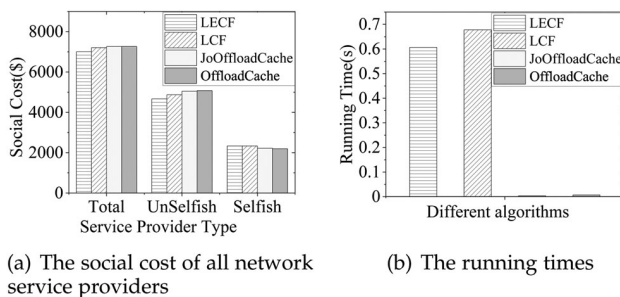 8000
6000
4000
2000
0
Social Cost($)
LECF
LCF
JoOffloadCache
OffloadCache
Total UnSelfish Selfish
Service Provider Type
(a) The social cost of all network
service providers
0.7
0.6
0.5
0.4
0.3
0.2
0.1
0
Running Time(s)
LECF
LCF
JoOffloadCache
OffloadCache
Different algorithms
(b) The running times